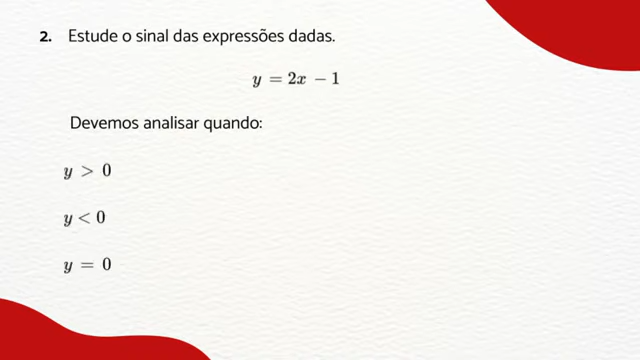 2. Estude o sinal das expressões dadas.
y = 2x − 1
Devemos analisar quando:
y > 0
y < 0
y = 0